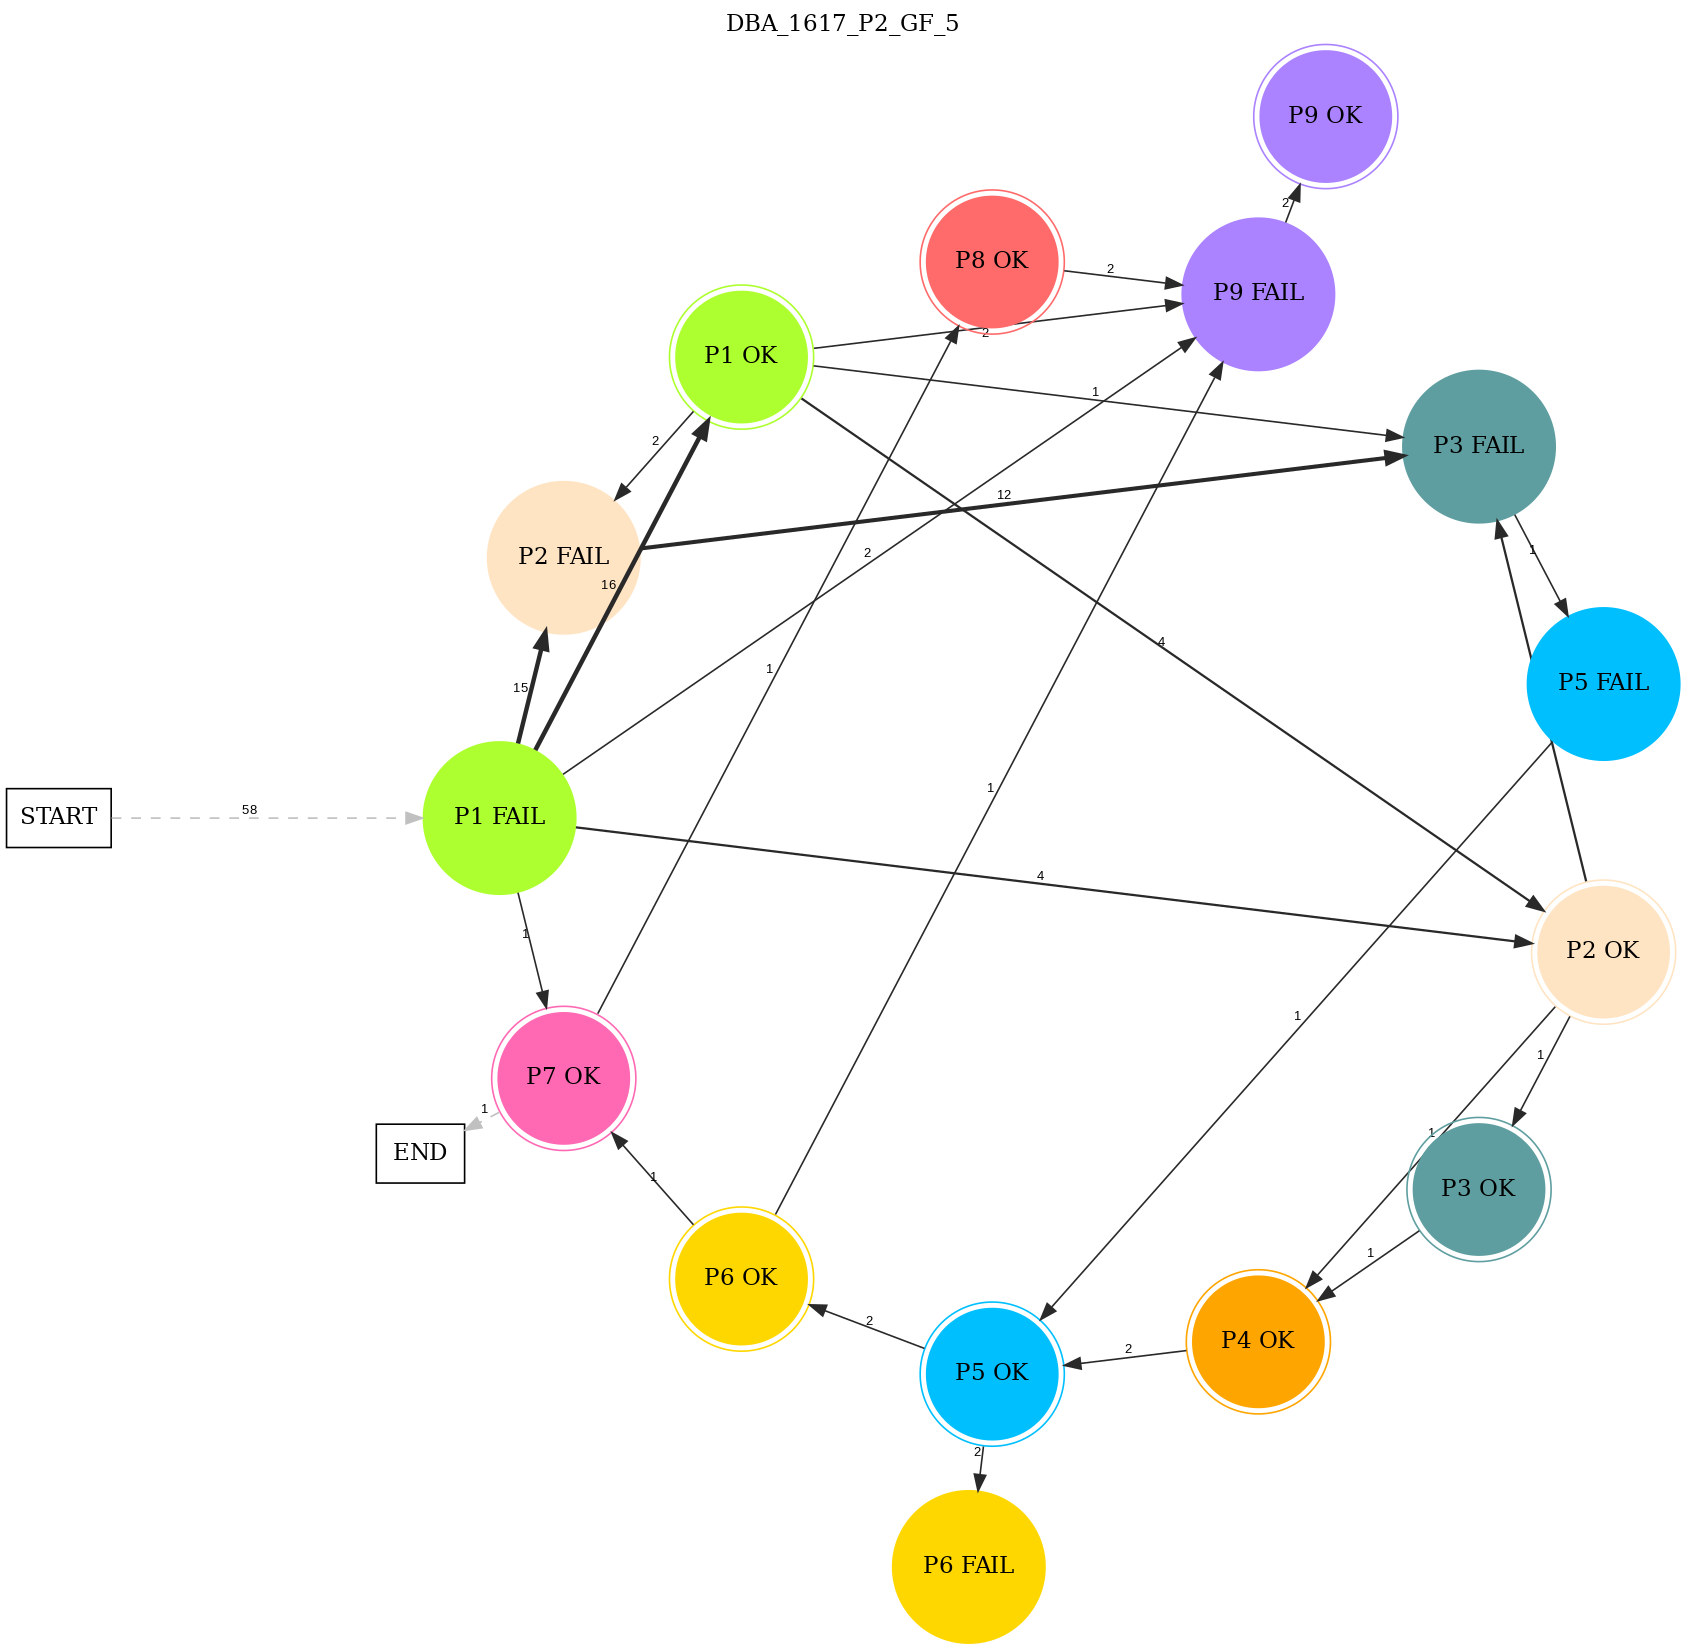 DBA_1617_P2_GF_5
P9 OK
2
P8 OK
2
P9 FAIL
P1 OK
2
1
P3 FAIL
2
12
P2 FAIL
2
1
16
4
P5 FAIL
1
15
1
START
58
P1 FAIL
4
1
P2 OK
1
1
P7 OK
1
1
END
1
P3 OK
1
1
P6 OK
2
P4 OK
2
P5 OK
2
P6 FAIL